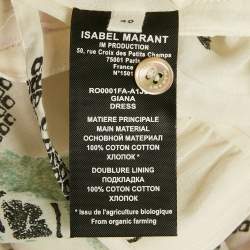 ISABEL MARANT
IM PRODUCTION
50, rue Croix des Petits Champs
75001 Paris
France
N°1501
RO0001FA-A1J
GIANA
DRESS
MATIERE PRINCIPALE
MAIN MATERIAL
ОСНОВНОЙ МАТЕРИАЛ
100% COTON COTTON
ХЛОПОК *
DOUBLURE LINING
ПОДКЛАДКА
100% COTON COTTON
ХЛОПОК *
* Issu de l'agriculture biologique
From organic farming